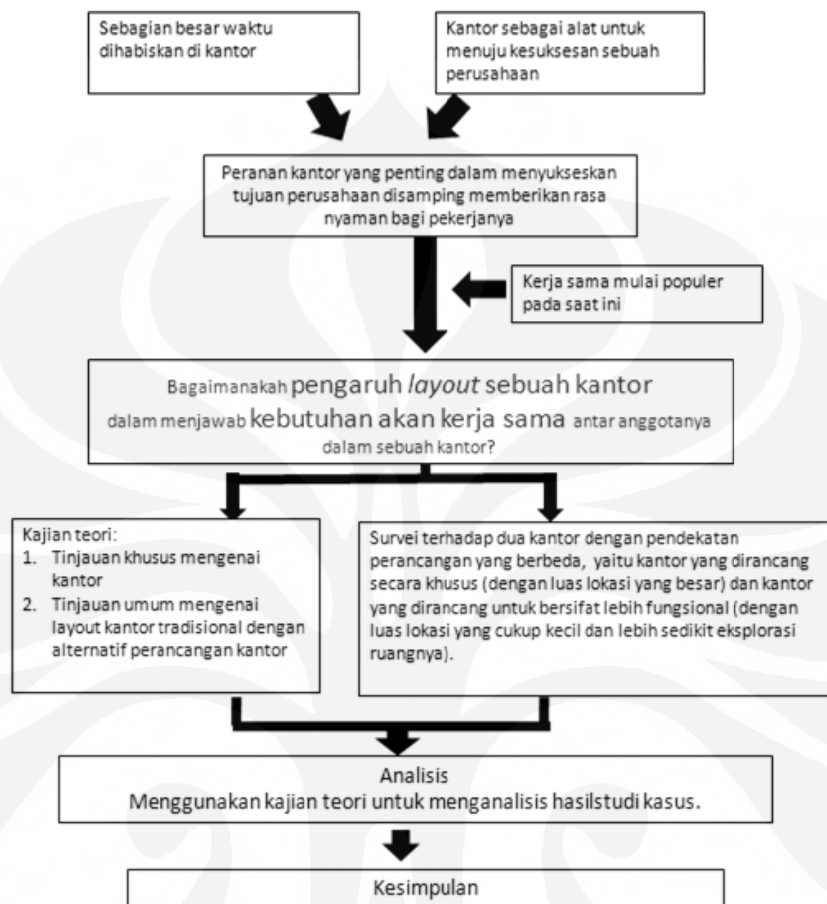 Sebagian besar waktu
dihabiskan di kantor
Kantor sebagai alat untuk
menuju kesuksesan sebuah
perusahaan
Peranan kantor yang penting dalam menyukseskan
tujuan perusahaan disamping memberikan rasa
nyaman bagi pekerjanya
Kerja sama mulai populer
pada saat ini
Bagaimanakah pengaruh layout sebuah kantor
dalam menjawab kebutuhan akan kerja sama antar anggotanya
dalam sebuah kantor?
Kajian teori:
1. Tinjauan khusus mengenai
kantor
2. Tinjauan umum mengenai
layout kantor tradisional dengan
alternatif perancangan kantor
Survei terhadap dua kantor dengan pendekatan
perancangan yang berbeda, yaitu kantor yang dirancang
secara khusus (dengan luas lokasi yang besar) dan kantor
yang dirancang untuk bersifat lebih fungsional (dengan
luas lokasi yang cukup kecil dan lebih sedikit eksplorasi
ruangnya).
Analisis
Menggunakan kajian teori untuk menganalisis hasilstudi kasus.
Kesimpulan